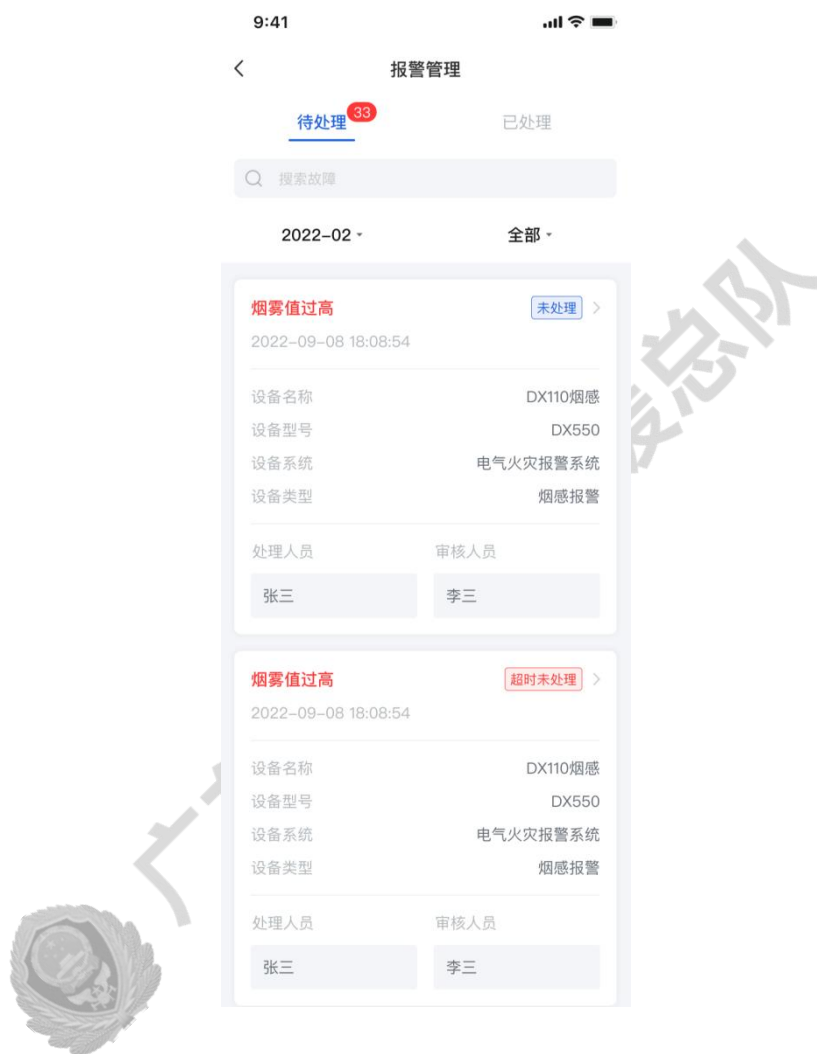 9:41
报警管理
待处理 33 已处理
搜索故障
2022-02 全部
烟雾值过高 未处理
2022-09-08 18:08:54
设备名称 DX110烟感
设备型号 DX550
设备系统 电气火灾报警系统
设备类型 烟感报警
处理人员 审核人员
张三 李三
烟雾值过高 超时未处理
2022-09-08 18:08:54
设备名称 DX110烟感
设备型号 DX550
设备系统 电气火灾报警系统
设备类型 烟感报警
处理人员 审核人员
张三 李三
广
援总队